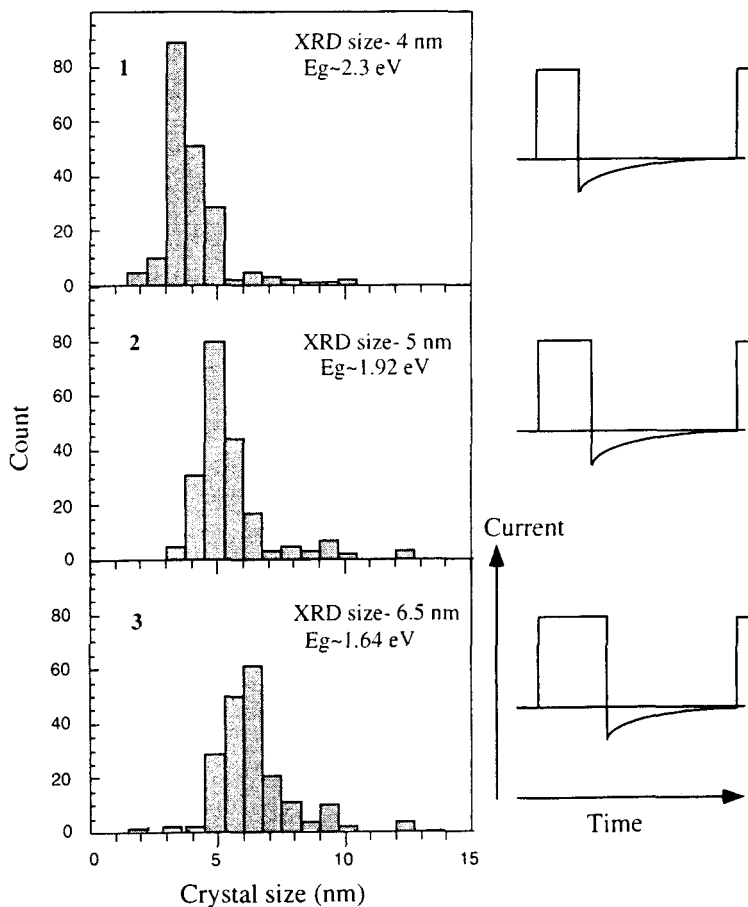 XRD size- 4 nm
1
Eg~2.3 eV
80
60
40
20
0
2
XRD size- 5 nm
Eg~1.92 eV
80
60
40
20
0
Count
Current
3
XRD size- 6.5 nm
Eg~1.64 eV
80
60
40
20
0
0 5 10 15
Time
Crystal size (nm)